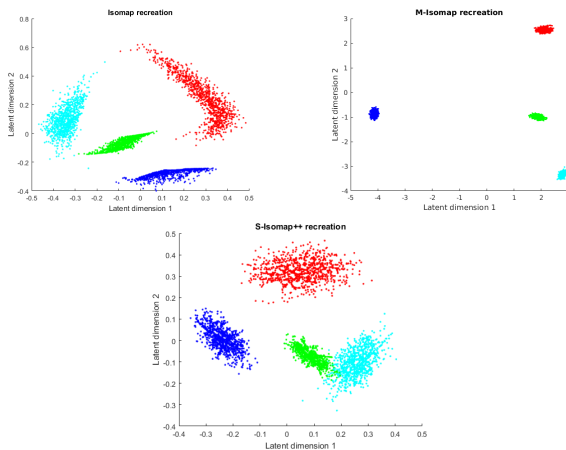 Isomap recreation
Latent dimension 2
0.8
0.6
0.4
0.2
0
-0.2
-0.4
-0.5 -0.4 -0.3 -0.2 -0.1 0 0.1 0.2 0.3 0.4 0.5
Latent dimension 1
M-Isomap recreation
Latent dimension 2
3
2
1
0
-1
-2
-3
-4
-5 -4 -3 -2 -1 0 1 2
Latent dimension 1
S-Isomap++ recreation
Latent dimension 2
0.5
0.4
0.3
0.2
0.1
0
-0.1
-0.2
-0.3
-0.4
-0.4 -0.3 -0.2 -0.1 0 0.1 0.2 0.3 0.4 0.5
Latent dimension 1